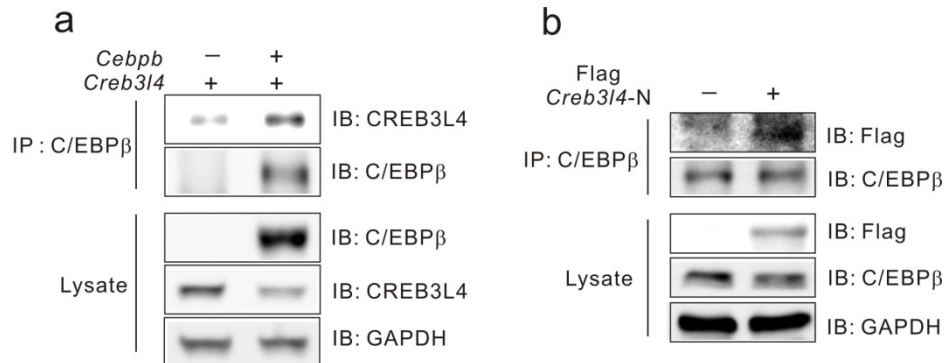 a
Cebpb − +
Creb3l4 + +
IP : C/EBPβ
IB: CREB3L4
IB: C/EBPβ
Lysate
IB: C/EBPβ
IB: CREB3L4
IB: GAPDH
b
Flag
Creb3l4-N − +
IP: C/EBPβ
IB: Flag
IB: C/EBPβ
Lysate
IB: Flag
IB: C/EBPβ
IB: GAPDH